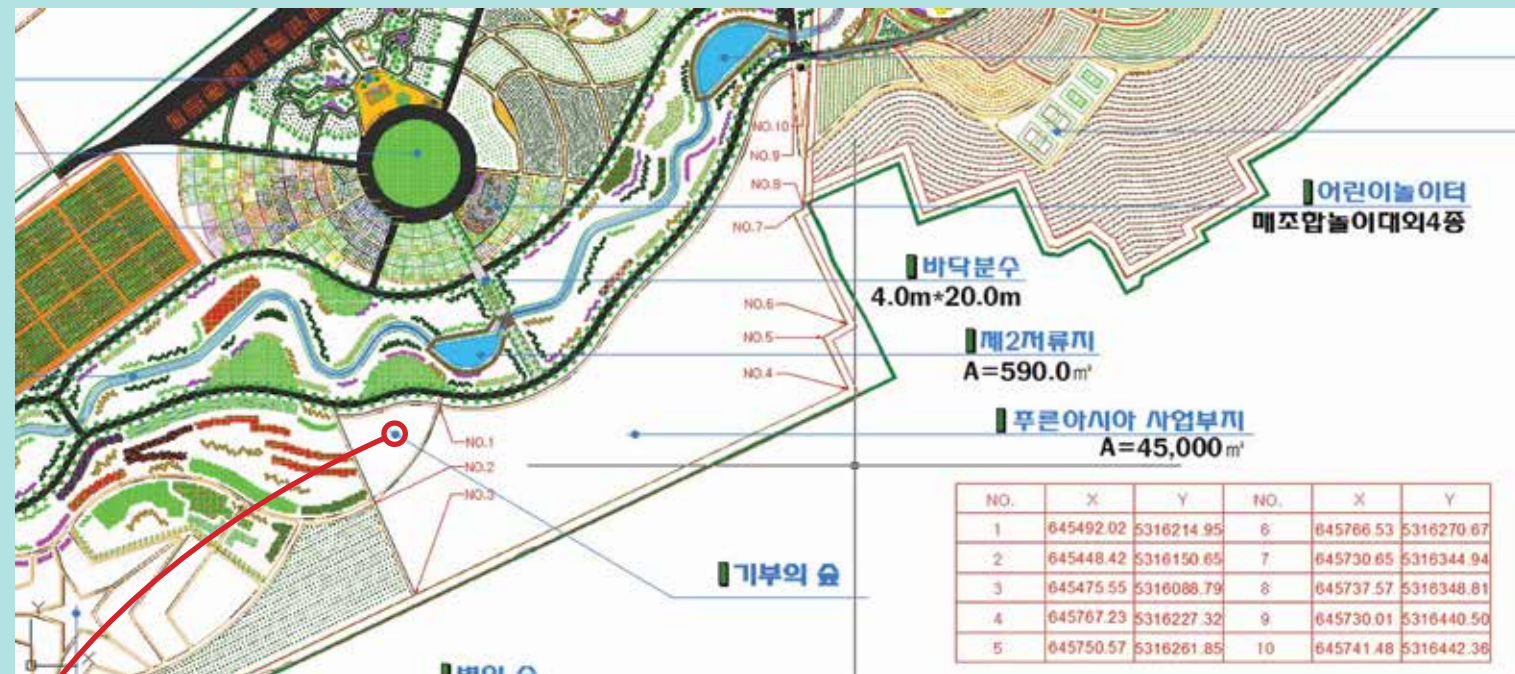 NO.10
NO.9
NO.8
NO.7
어린이놀이터
매조합놀이대외4종
바닥분수
4.0m*20.0m
NO.6
NO.5
NO.4
제2저류지
A=590.0㎡
푸른아시아 사업부지
A=45,000㎡
NO.1
NO.2
NO.3
기부의 숲
NO. X Y NO. X Y
1 645492.02 5316214.95 6 645766.53 5316270.67
2 645448.42 5316150.65 7 645730.65 5316344.94
3 645475.55 5316088.79 8 645737.57 5316348.81
4 645767.23 5316227.32 9 645730.01 5316440.50
5 645750.57 5316261.85 10 645741.48 5316442.36
Y
X